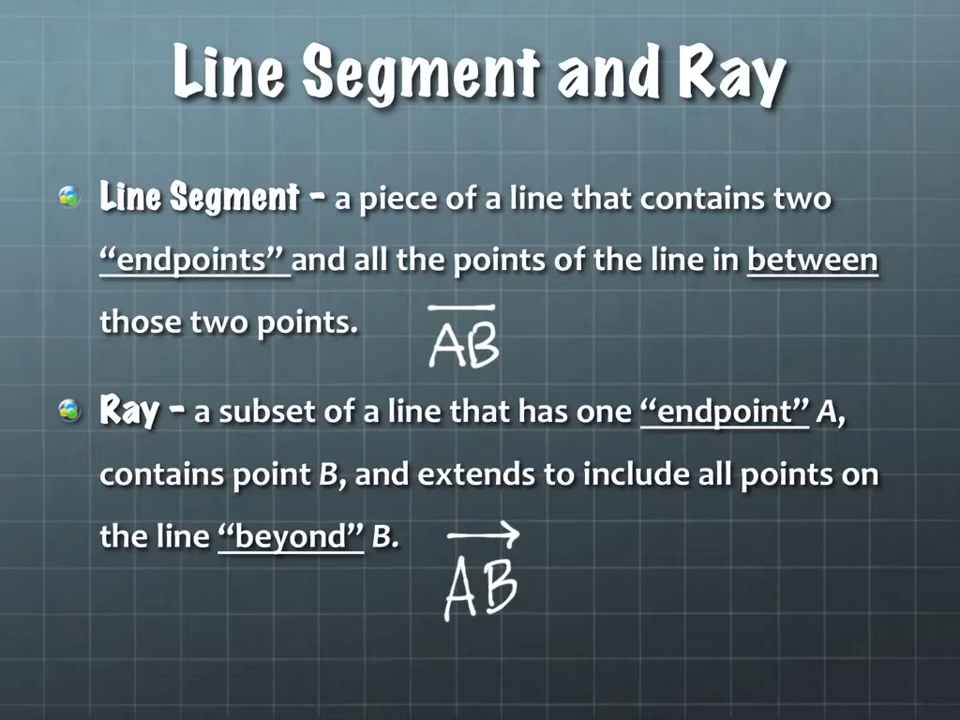 Line Segment and Ray
Line Segment - a piece of a line that contains two
“endpoints” and all the points of the line in between
those two points.
AB
Ray - a subset of a line that has one “endpoint” A,
contains point B, and extends to include all points on
the line “beyond” B.
AB